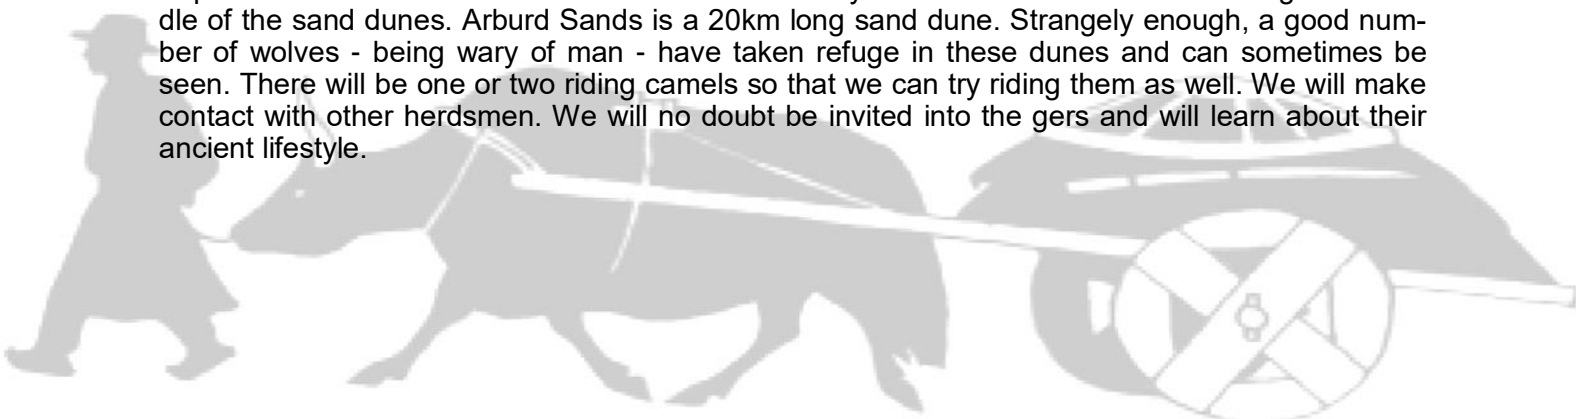 dle of the sand dunes. Arburd Sands is a 20km long sand dune. Strangely enough, a good num-
ber of wolves - being wary of man - have taken refuge in these dunes and can sometimes be
seen. There will be one or two riding camels so that we can try riding them as well. We will make
contact with other herdsmen. We will no doubt be invited into the gers and will learn about their
ancient lifestyle.